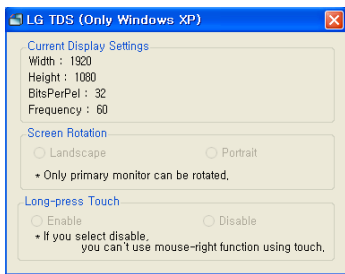 LG TDS (Only Windows XP)
Current Display Settings
Width : 1920
Height : 1080
BitsPerPel : 32
Frequency : 60
Screen Rotation
Landscape Portrait
* Only primary monitor can be rotated.
Long-press Touch
Enable Disable
* If you select disable,
you can't use mouse-right function using touch.